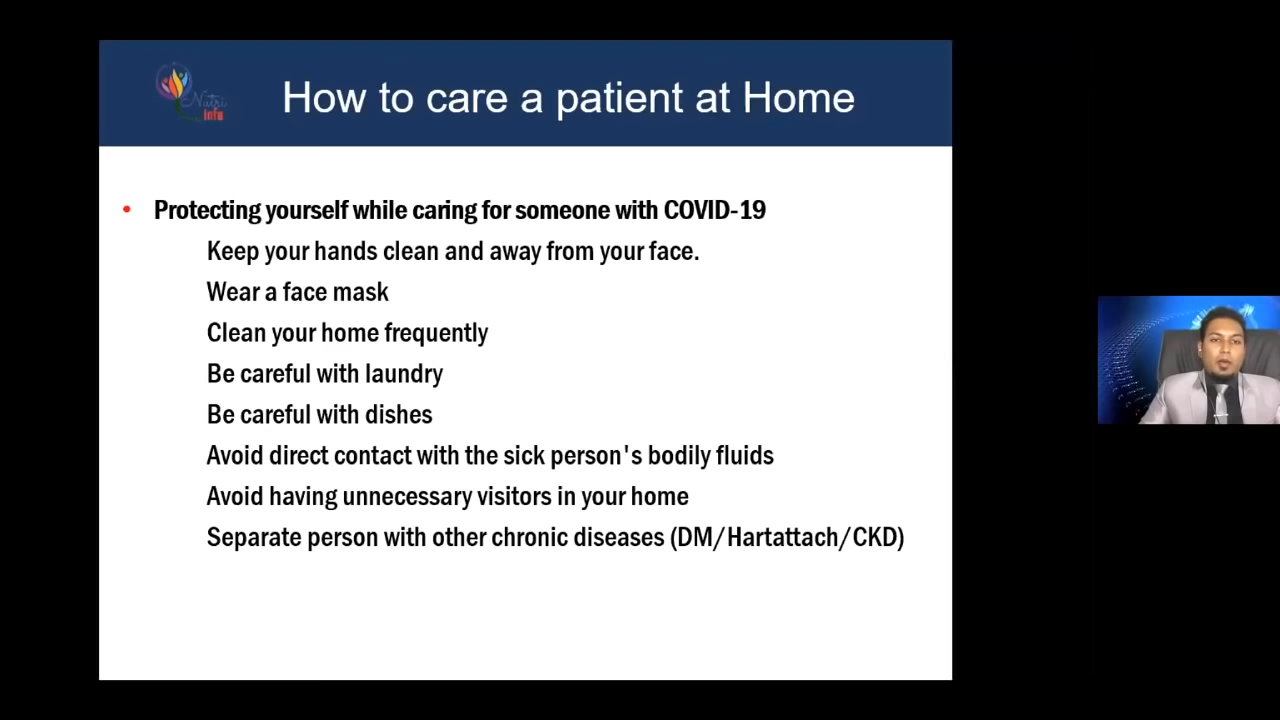 Nutri
info
How to care a patient at Home
• Protecting yourself while caring for someone with COVID-19
Keep your hands clean and away from your face.
Wear a face mask
Clean your home frequently
Be careful with laundry
Be careful with dishes
Avoid direct contact with the sick person's bodily fluids
Avoid having unnecessary visitors in your home
Separate person with other chronic diseases (DM/Hartattach/CKD)